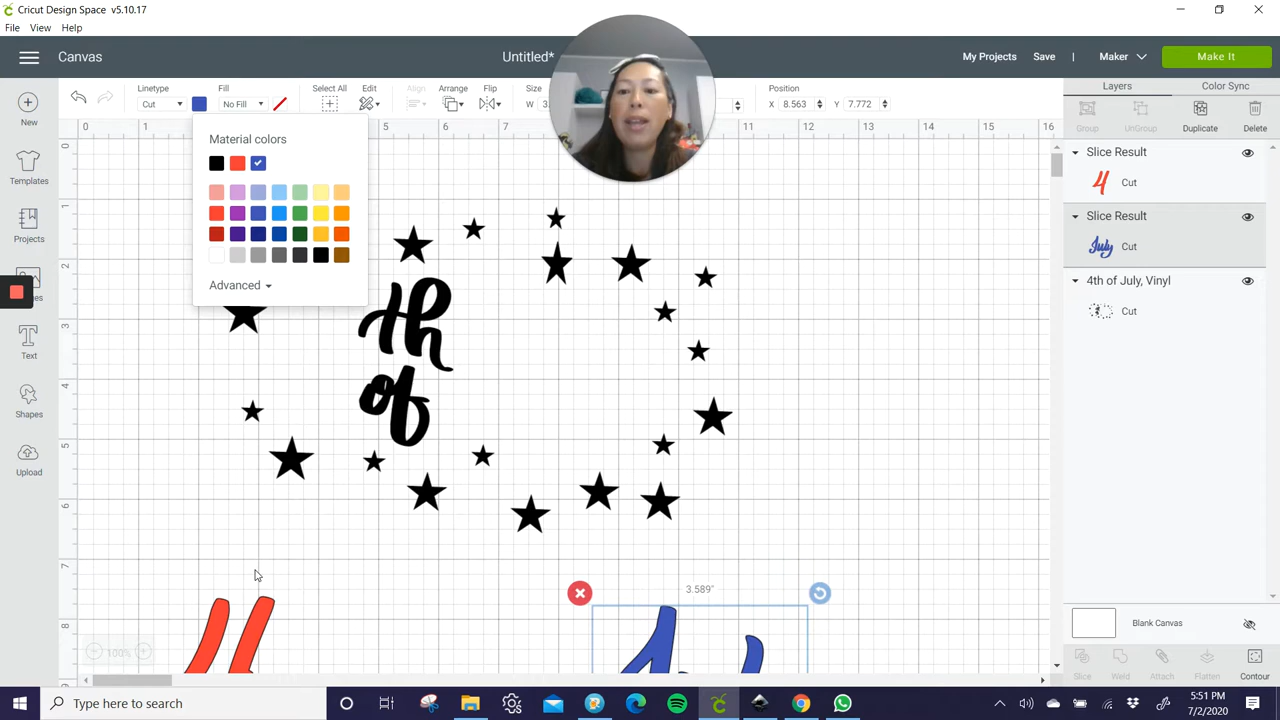 Cricut Design Space v5.10.17
File View Help
Canvas
Untitled*
My Projects Save | Maker Make It
Linetype
Cut
Fill
No Fill
Select All
Edit
Align
Arrange
Flip
Size
W 3.
Position
X 8.563
Y 7.772
Layers
Color Sync
Group
UnGroup
Duplicate
Delete
New
Templates
Projects
Text
Shapes
Upload
Material colors
Advanced
0 1 5 6 7 11 12 13 14 15 16
0
1
2
3
4
5
6
7
8
th
of
4
3.589"
100%
Slice Result
4 Cut
Slice Result
July Cut
4th of July, Vinyl
Cut
Blank Canvas
Slice
Weld
Attach
Flatten
Contour
Type here to search
5:51 PM
7/2/2020